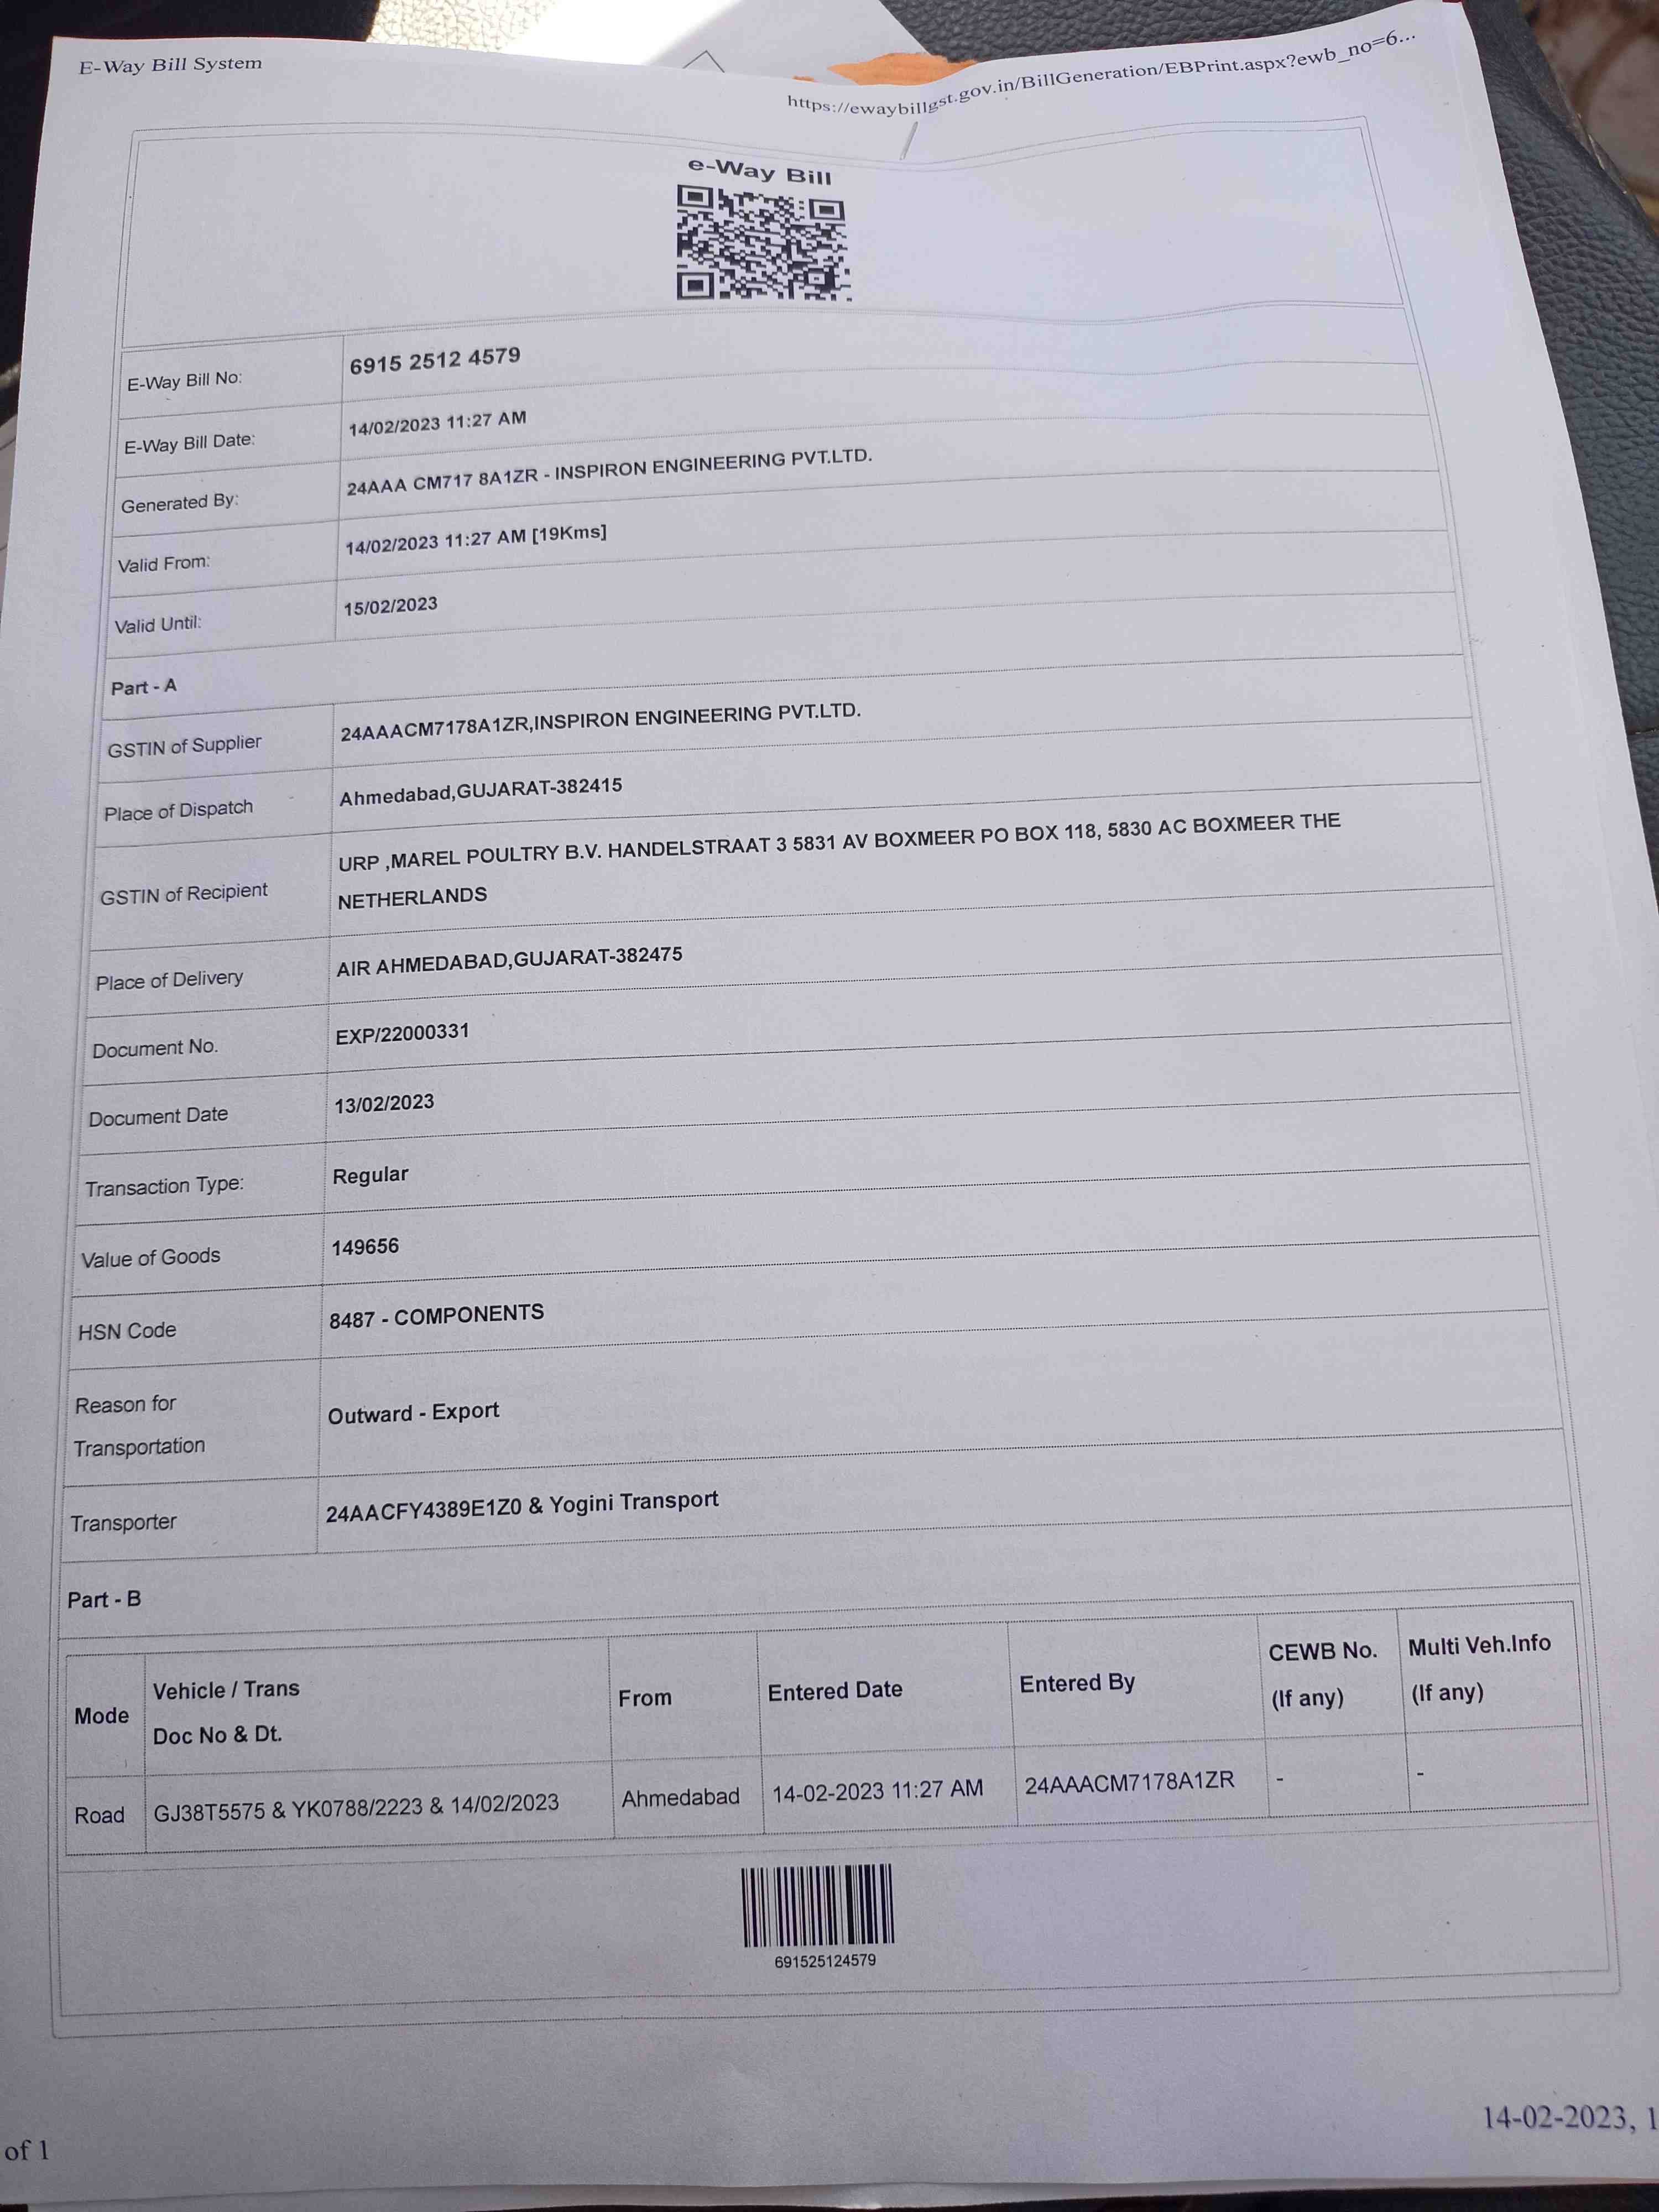 E-Way Bill System
https://ewaybillgst.gov.in/BillGeneration/EBPrint.aspx?ewb_no=6...
e-Way Bill
E-Way Bill No: 6915 2512 4579
E-Way Bill Date: 14/02/2023 11:27 AM
Generated By: 24AAA CM717 8A1ZR - INSPIRON ENGINEERING PVT.LTD.
Valid From: 14/02/2023 11:27 AM [19Kms]
Valid Until: 15/02/2023
Part - A
GSTIN of Supplier 24AAACM7178A1ZR,INSPIRON ENGINEERING PVT.LTD.
Place of Dispatch Ahmedabad,GUJARAT-382415
GSTIN of Recipient URP ,MAREL POULTRY B.V. HANDELSTRAAT 3 5831 AV BOXMEER PO BOX 118, 5830 AC BOXMEER THE
NETHERLANDS
Place of Delivery AIR AHMEDABAD,GUJARAT-382475
Document No. EXP/22000331
Document Date 13/02/2023
Transaction Type: Regular
Value of Goods 149656
HSN Code 8487 - COMPONENTS
Reason for
Transportation Outward - Export
Transporter 24AACFY4389E1Z0 & Yogini Transport
Part - B
Mode Vehicle / Trans
Doc No & Dt. From Entered Date Entered By CEWB No.
(If any) Multi Veh.Info
(If any)
Road GJ38T5575 & YK0788/2223 & 14/02/2023 Ahmedabad 14-02-2023 11:27 AM 24AAACM7178A1ZR - -
691525124579
of 1
14-02-2023, 1